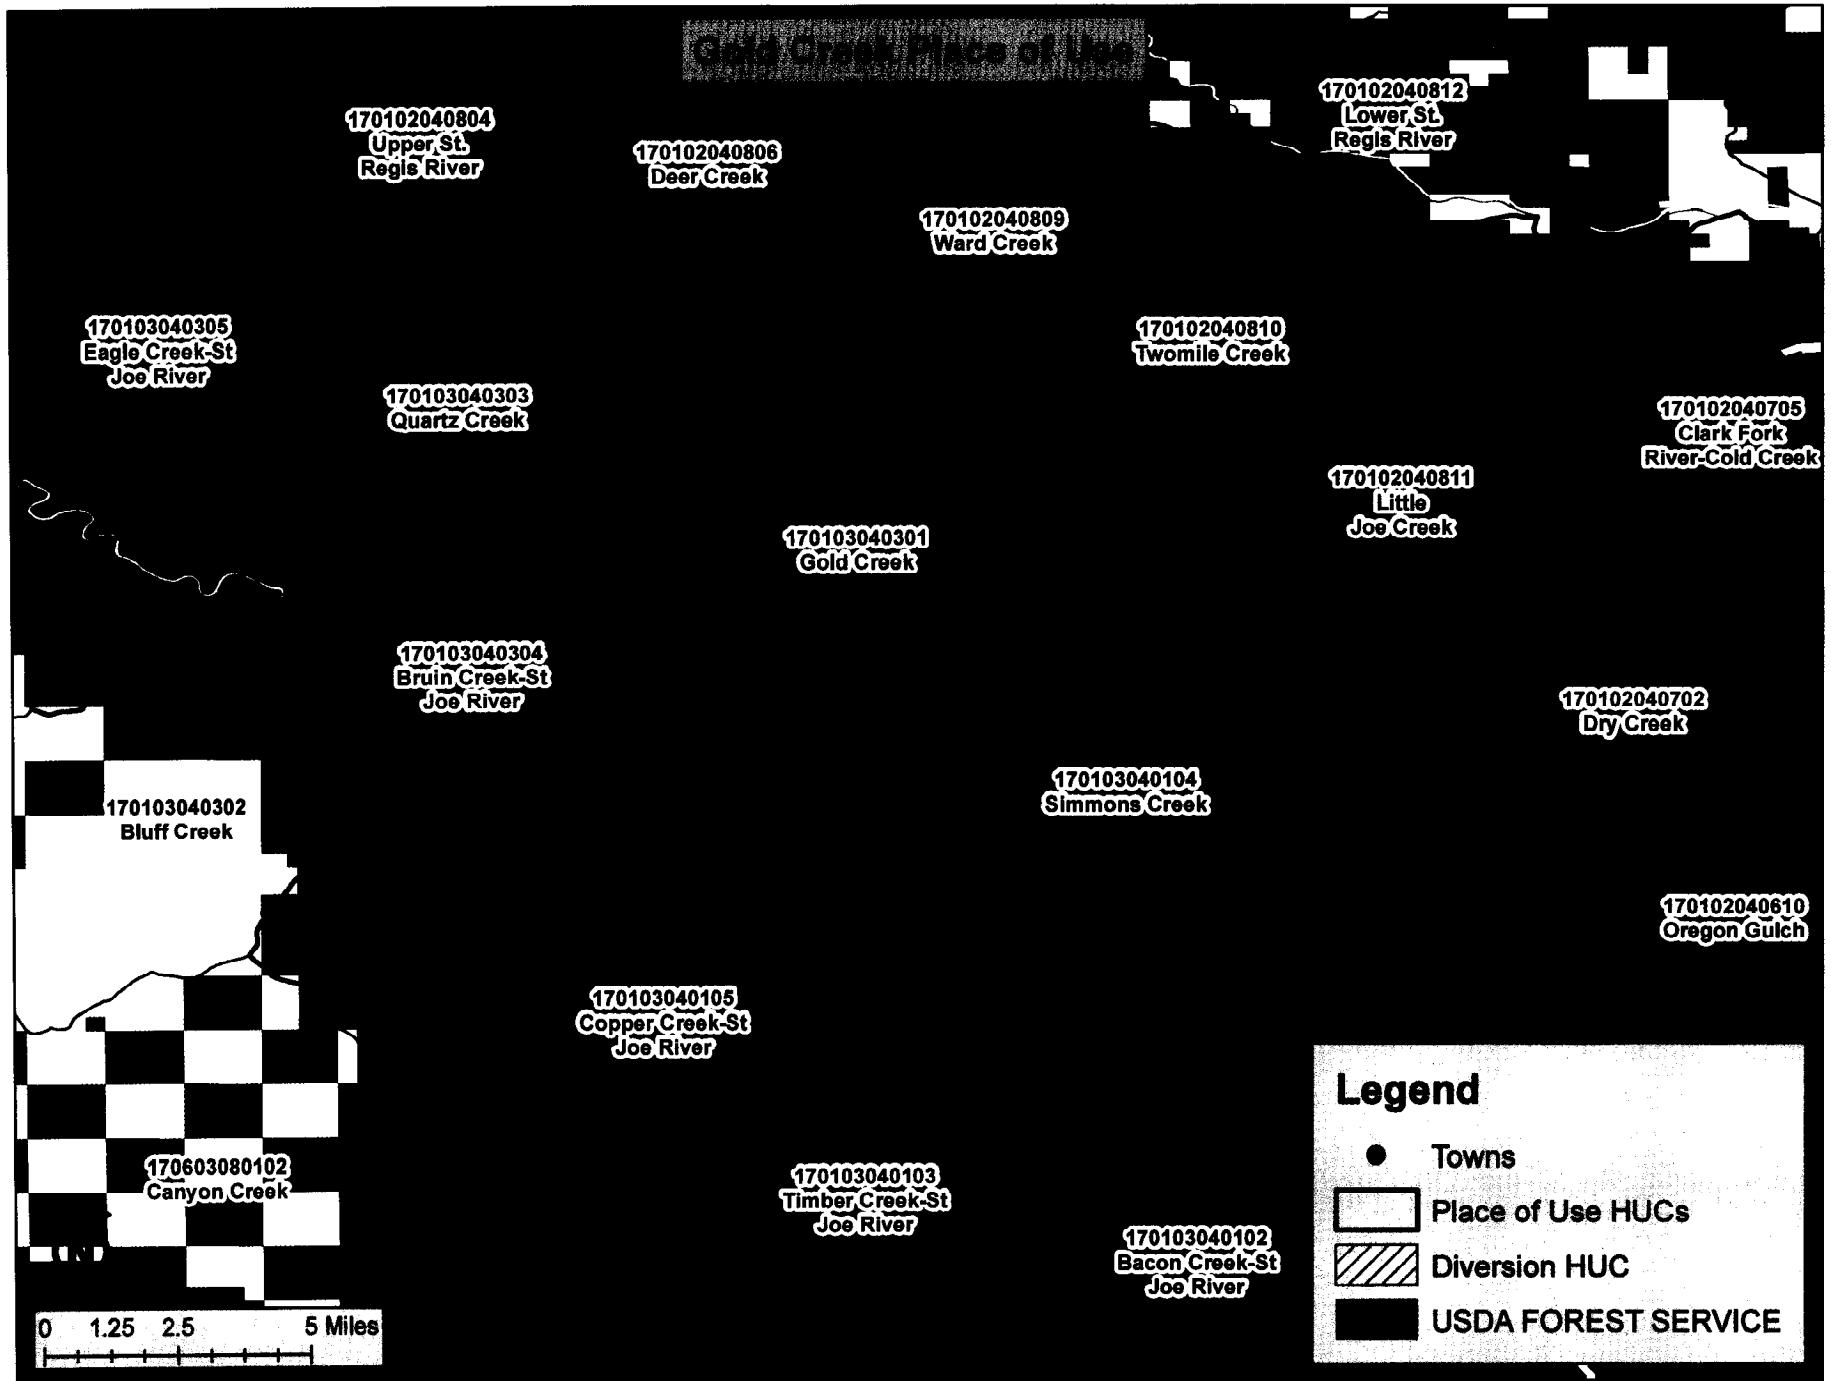 Gold Creek Place of Use
170102040804
Upper St.
Regis River
170102040806
Deer Creek
170102040809
Ward Creek
170102040812
Lower St.
Regis River
170103040305
Eagle Creek-St
Joe River
170103040303
Quartz Creek
170102040810
Twomile Creek
170102040705
Clark Fork
River-Cold Creek
170102040811
Little
Joe Creek
170103040301
Gold Creek
170103040304
Bruin Creek-St
Joe River
170102040702
Dry Creek
170103040104
Simmons Creek
170103040302
Bluff Creek
170102040610
Oregon Gulch
170103040105
Copper Creek-St
Joe River
170603080102
Canyon Creek
170103040103
Timber Creek-St
Joe River
170103040102
Bacon Creek-St
Joe River
Legend
Towns
Place of Use HUCs
Diversion HUC
USDA FOREST SERVICE
0 1.25 2.5 5 Miles